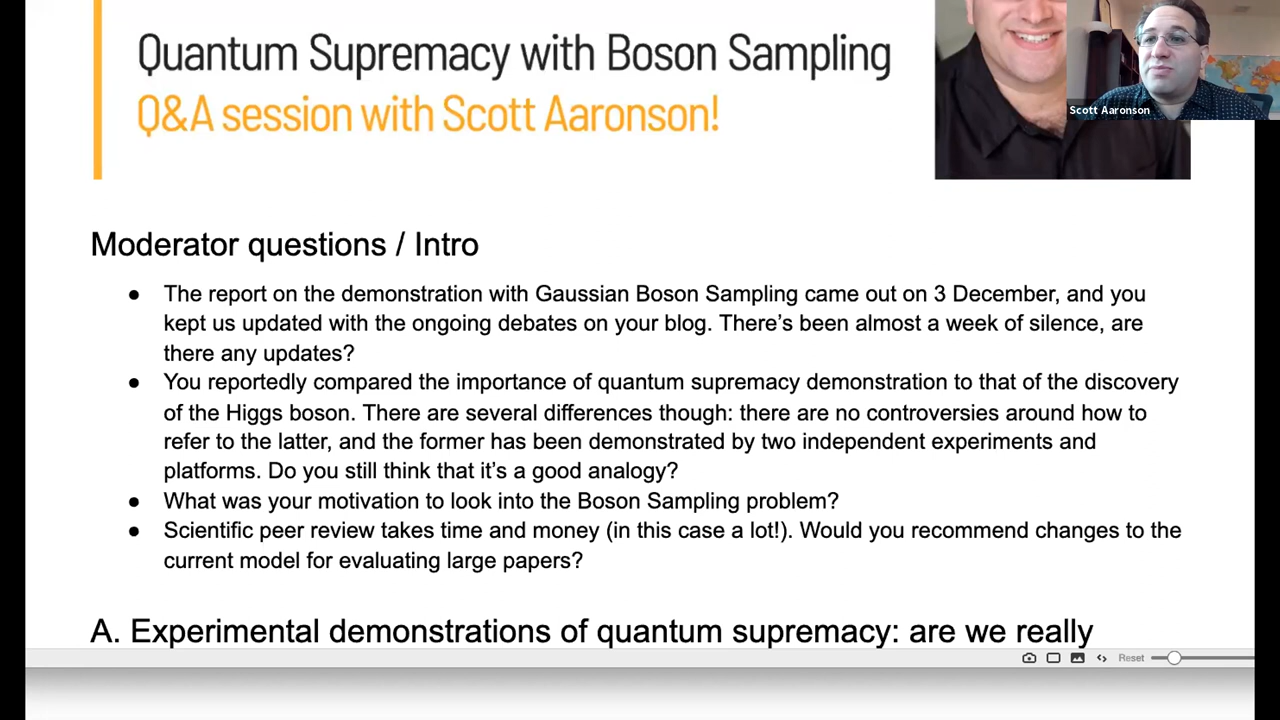 Quantum Supremacy with Boson Sampling
Q&A session with Scott Aaronson!
Scott Aaronson
Moderator questions / Intro
● The report on the demonstration with Gaussian Boson Sampling came out on 3 December, and you
kept us updated with the ongoing debates on your blog. There's been almost a week of silence, are
there any updates?
● You reportedly compared the importance of quantum supremacy demonstration to that of the discovery
of the Higgs boson. There are several differences though: there are no controversies around how to
refer to the latter, and the former has been demonstrated by two independent experiments and
platforms. Do you still think that it's a good analogy?
● What was your motivation to look into the Boson Sampling problem?
● Scientific peer review takes time and money (in this case a lot!). Would you recommend changes to the
current model for evaluating large papers?
A. Experimental demonstrations of quantum supremacy: are we really
Reset